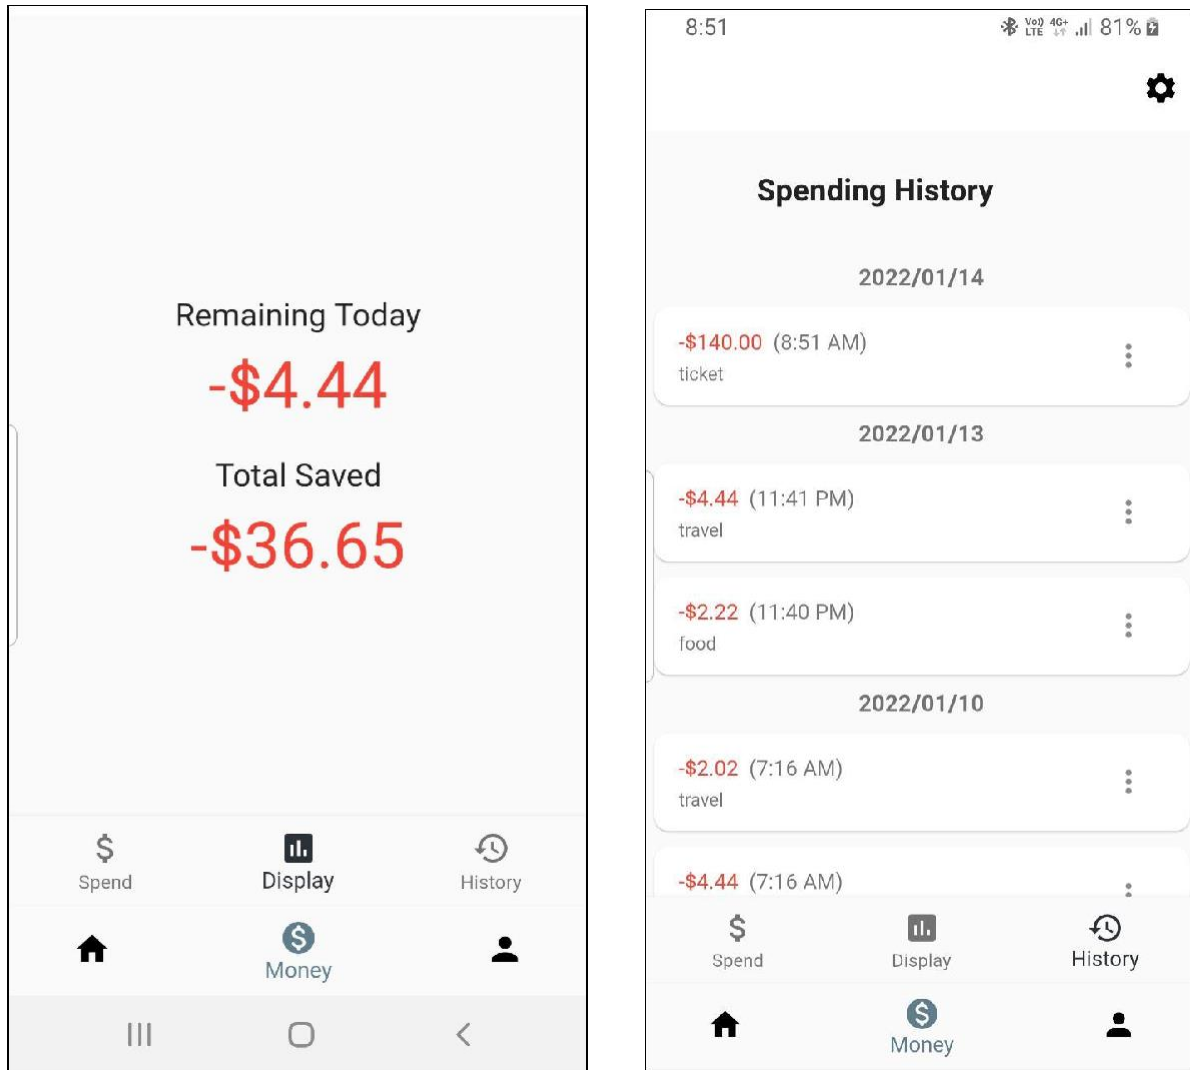 Remaining Today
-$4.44
Total Saved
-$36.65
Spend
Display
History
Money
8:51
Vo)) LTE 4G+ 81%
Spending History
2022/01/14
-$140.00 (8:51 AM)
ticket
2022/01/13
-$4.44 (11:41 PM)
travel
-$2.22 (11:40 PM)
food
2022/01/10
-$2.02 (7:16 AM)
travel
-$4.44 (7:16 AM)
Spend
Display
History
Money